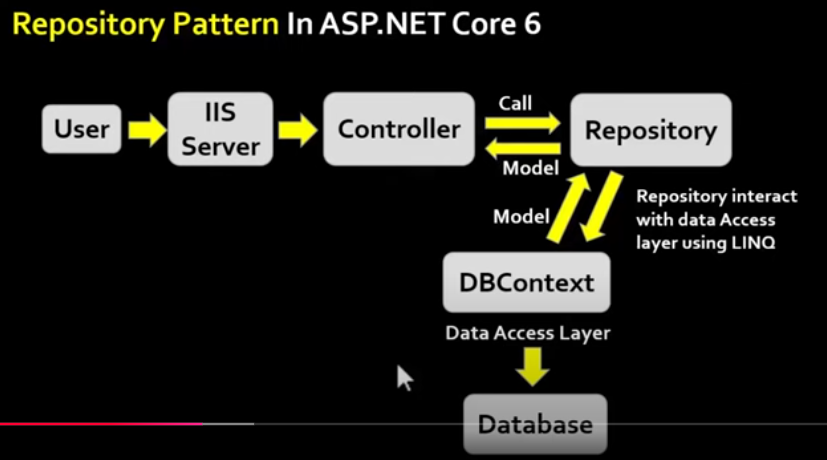 Repository Pattern In ASP.NET Core 6
User
IIS
Server
Controller
Call
Model
Repository
Model
Repository interact
with data Access
layer using LINQ
DBContext
Data Access Layer
Database